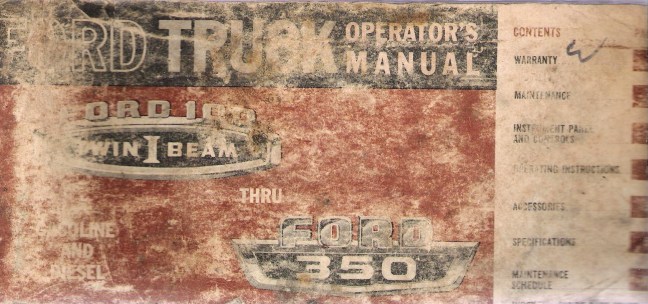 FORD TRUCK OPERATOR'S
MANUAL
FORD 100
TWIN I BEAM
THRU
FORD
350
GASOLINE
AND
DIESEL
CONTENTS
WARRANTY
MAINTENANCE
INSTRUMENT PANEL
AND CONTROLS
OPERATING INSTRUCTIONS
ACCESSORIES
SPECIFICATIONS
MAINTENANCE
SCHEDULE